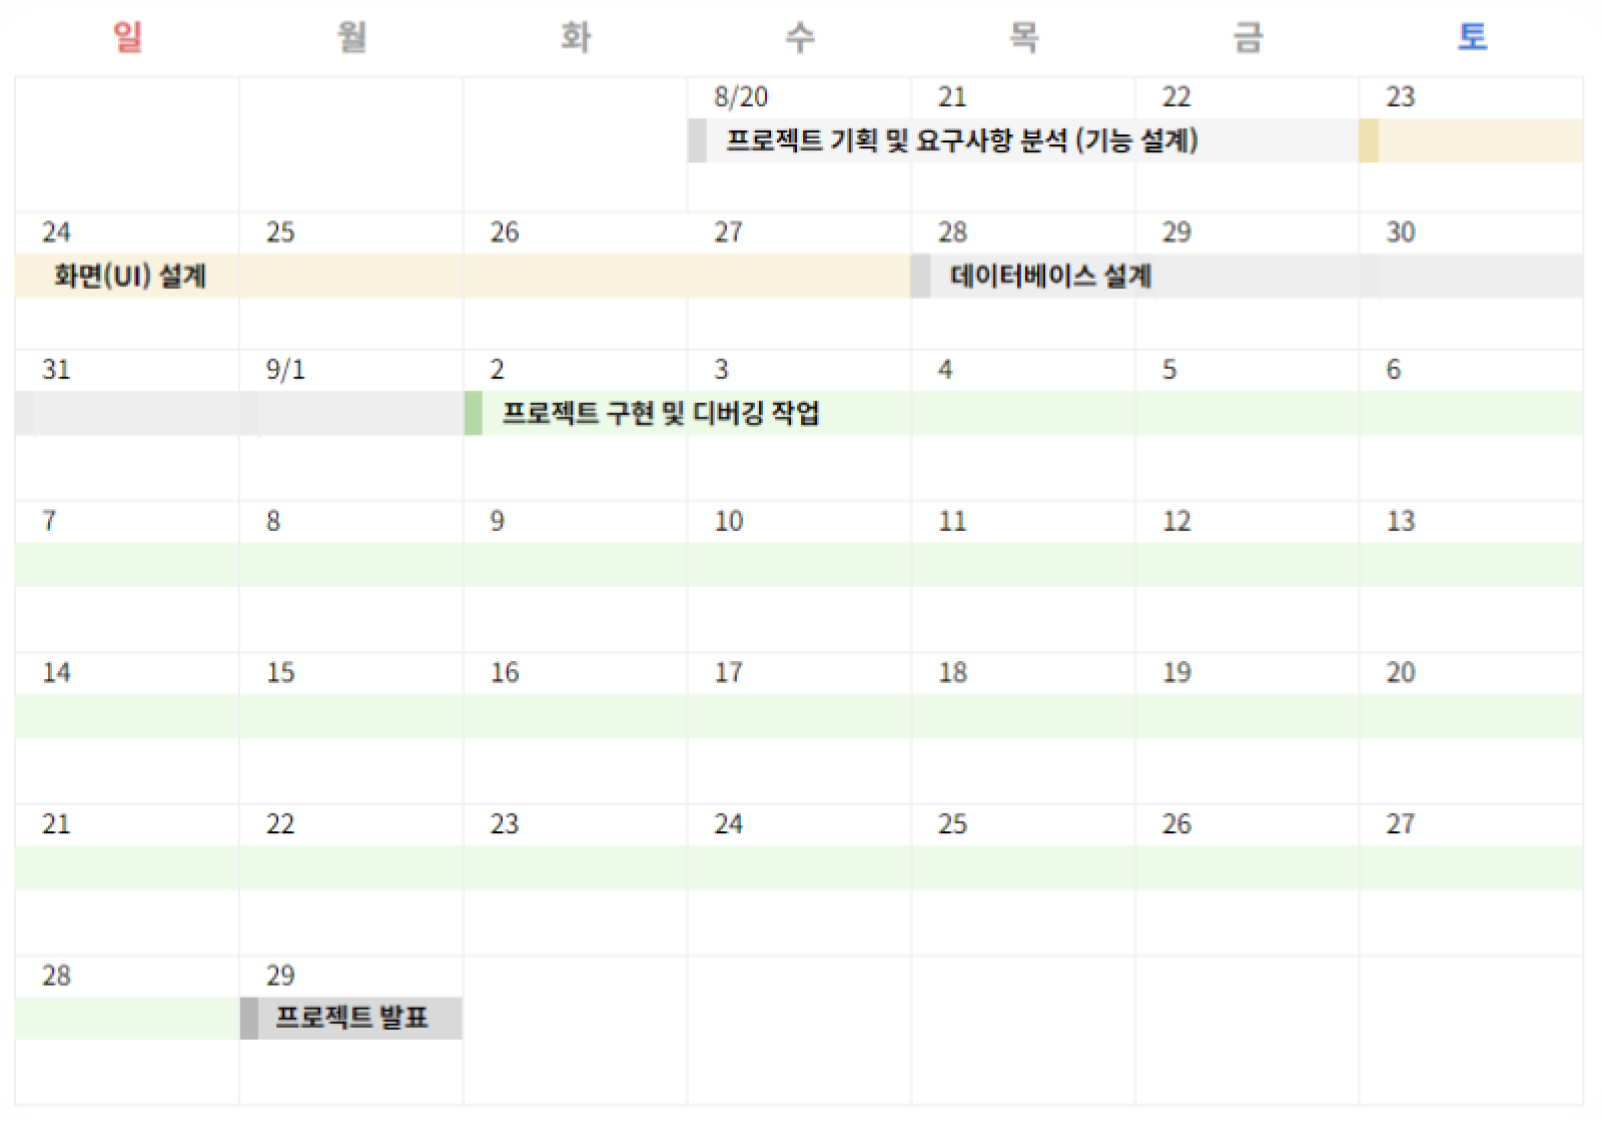 일 월 화 수 목 금 토
8/20 21 22 23
프로젝트 기획 및 요구사항 분석 (기능 설계)
24 25 26 27 28 29 30
화면(UI) 설계 데이터베이스 설계
31 9/1 2 3 4 5 6
프로젝트 구현 및 디버깅 작업
7 8 9 10 11 12 13
14 15 16 17 18 19 20
21 22 23 24 25 26 27
28 29
프로젝트 발표